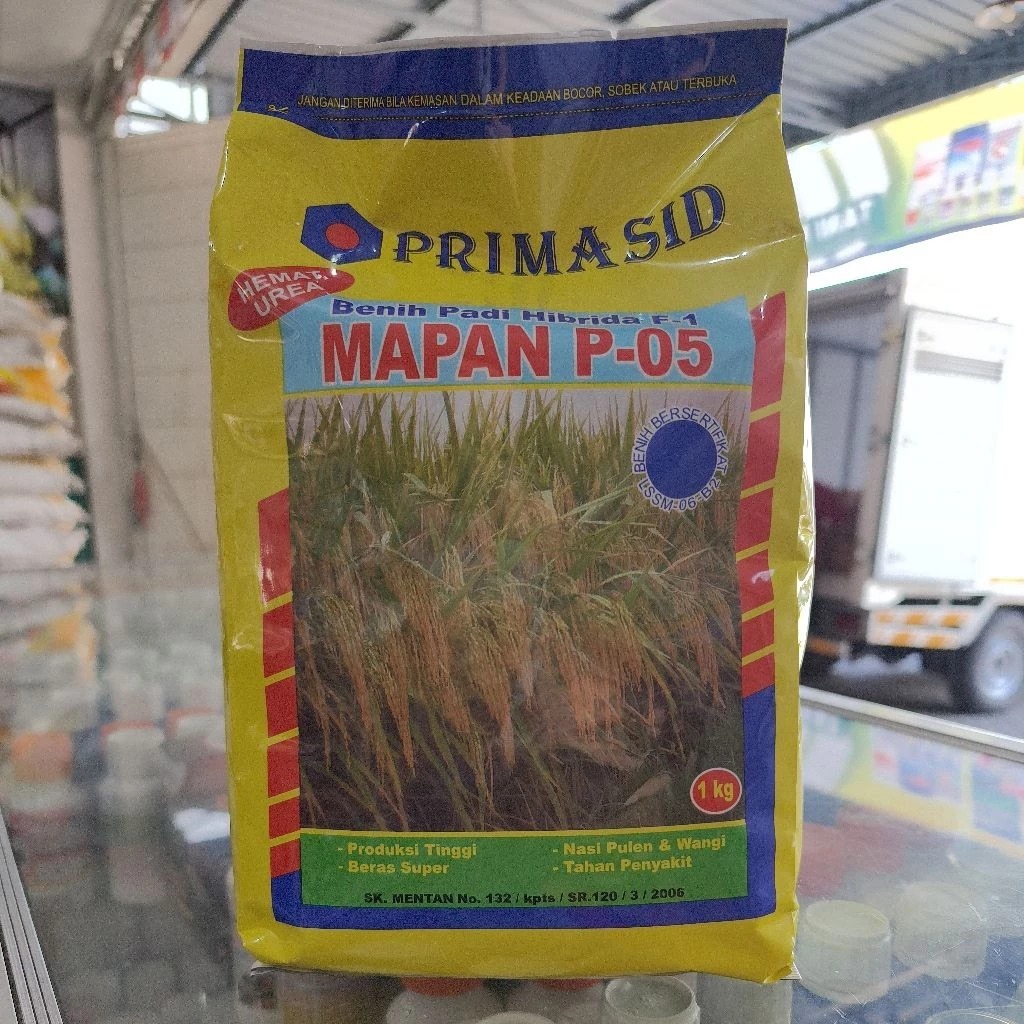 JANGAN DITERIMA BILA KEMASAN DALAM KEADAAN BOCOR, SOBEK ATAU TERBUKA
PRIMASID
HEMAT
UREA
Benih Padi Hibrida F-1
MAPAN P-05
BENIH BERSERTIFIKAT
LSSM-06-B/2
1 kg
- Produksi Tinggi
- Beras Super
- Nasi Pulen & Wangi
- Tahan Penyakit
SK. MENTAN No. 132 / kpts / SR.120 / 3 / 2006